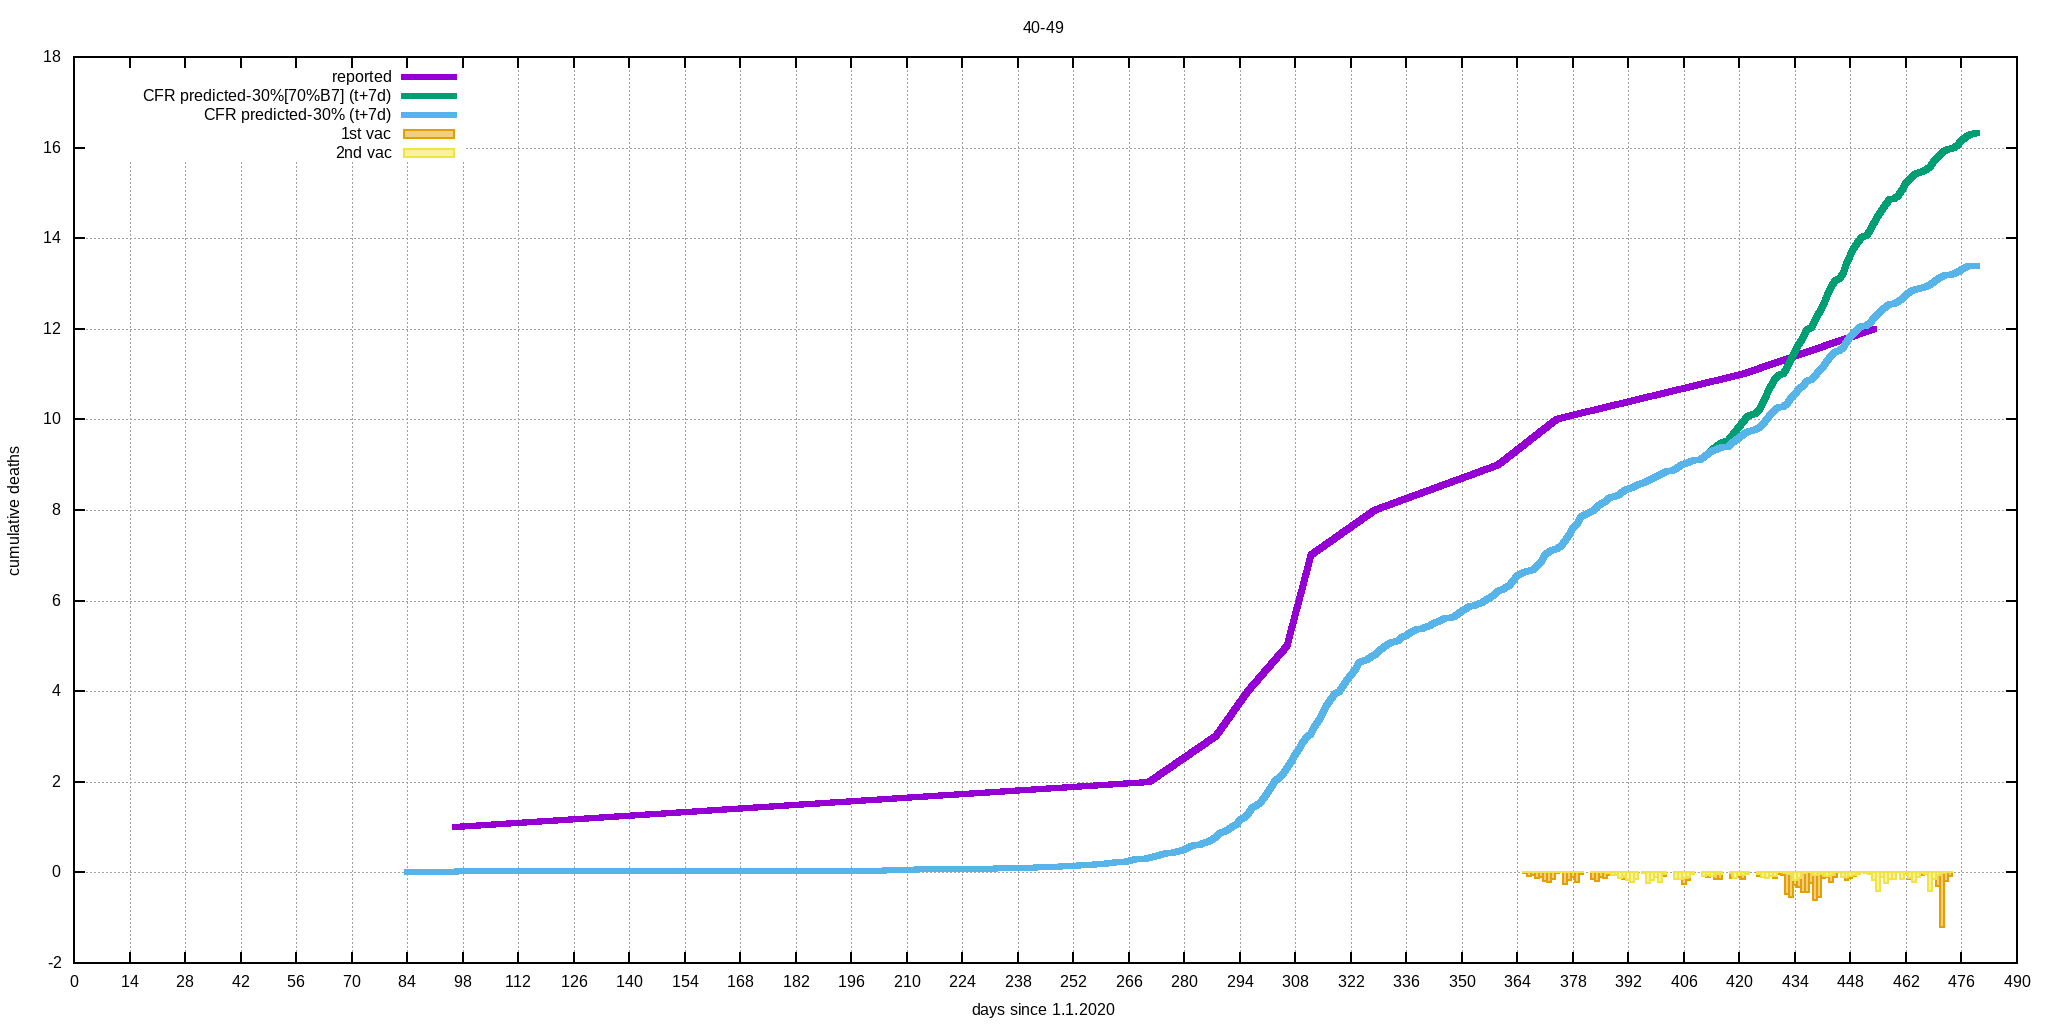 40-49
reported
CFR predicted-30%[70%B7] (t+7d)
CFR predicted-30% (t+7d)
1st vac
2nd vac
18
16
14
12
10
8
6
4
2
0
-2
cumulative deaths
0 14 28 42 56 70 84 98 112 126 140 154 168 182 196 210 224 238 252 266 280 294 308 322 336 350 364 378 392 406 420 434 448 462 476 490
days since 1.1.2020